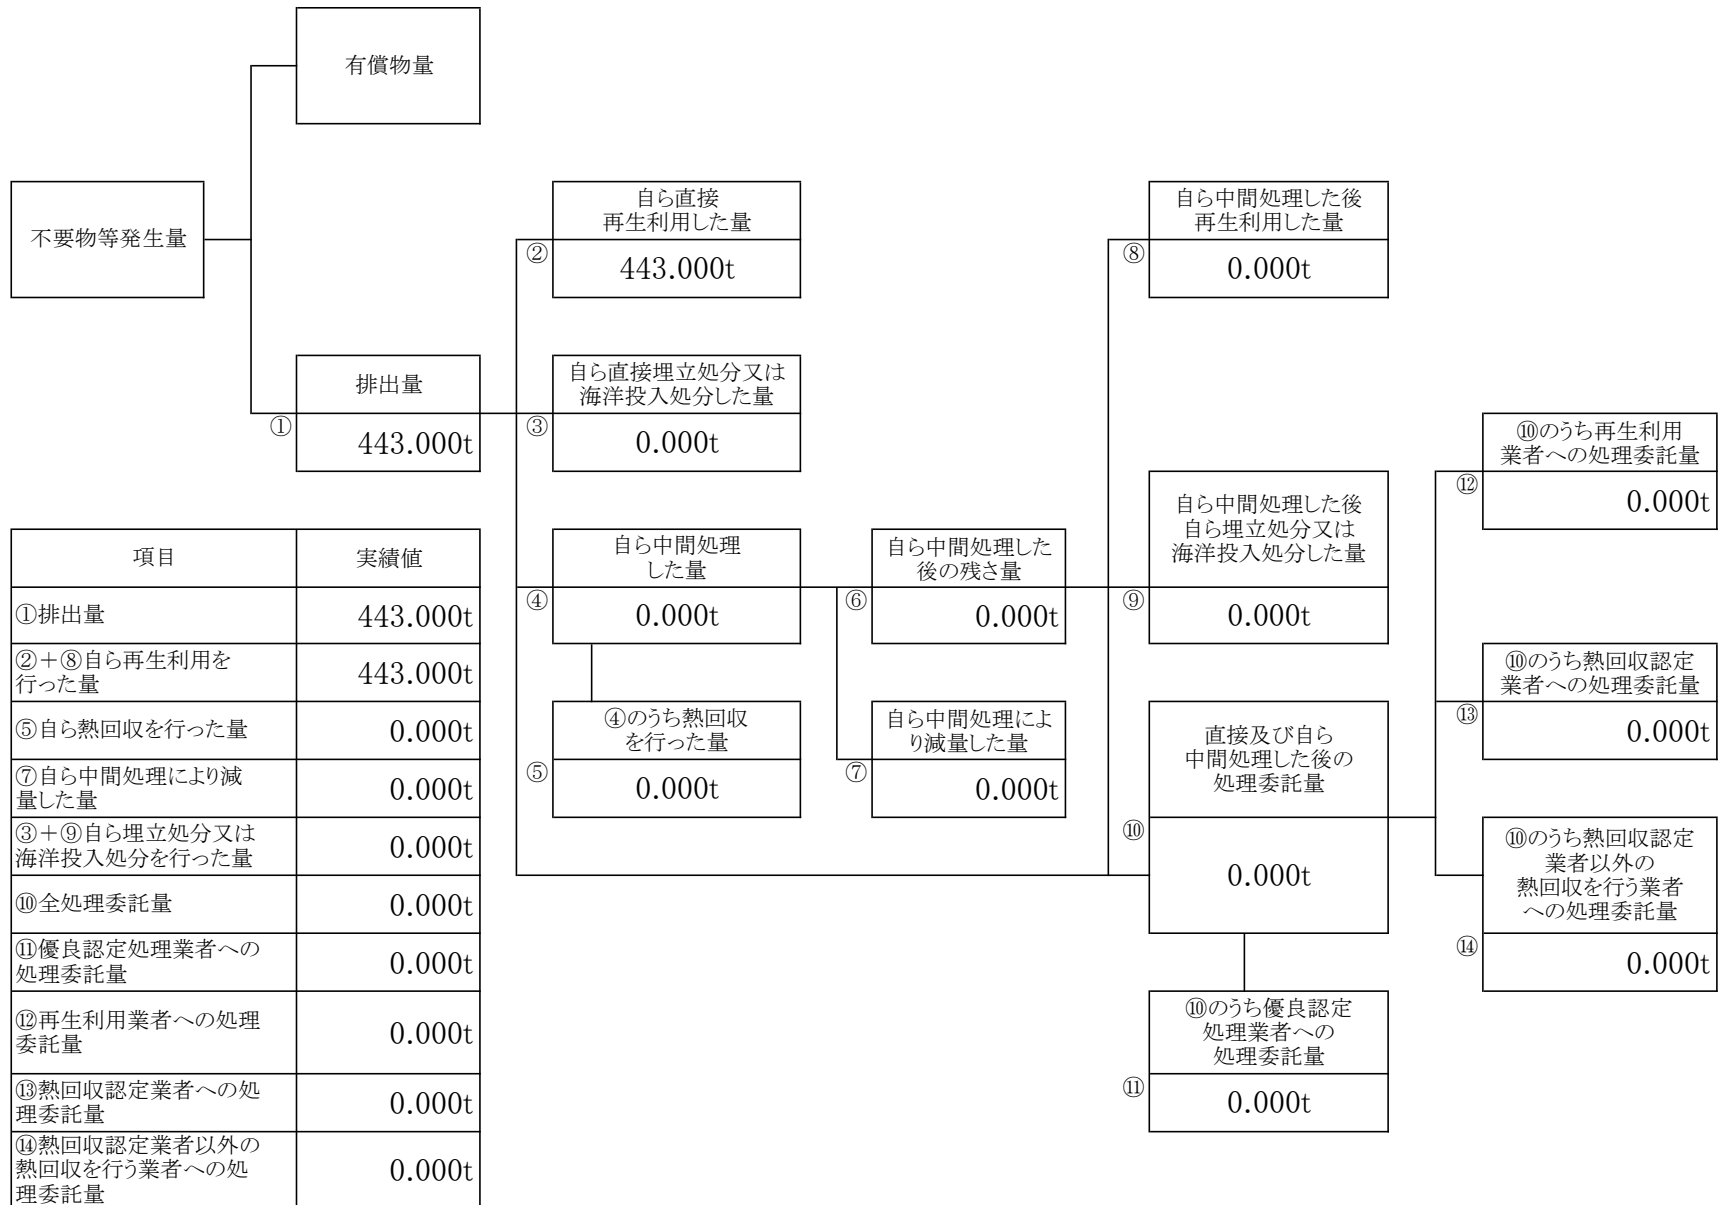 有償物量
不要物等発生量
自ら直接
再生利用した量
②
443.000t
自ら中間処理した後
再生利用した量
⑧
0.000t
排出量
①
443.000t
自ら直接埋立処分又は
海洋投入処分した量
③
0.000t
⑩のうち再生利用
業者への処理委託量
⑫
0.000t
自ら中間処理
した量
④
0.000t
自ら中間処理した
後の残さ量
⑥
0.000t
自ら中間処理した後
自ら埋立処分又は
海洋投入処分した量
⑨
0.000t
⑩のうち熱回収認定
業者への処理委託量
⑬
0.000t
④のうち熱回収
を行った量
⑤
0.000t
自ら中間処理によ
り減量した量
⑦
0.000t
直接及び自ら
中間処理した後の
処理委託量
⑩
0.000t
⑩のうち熱回収認定
業者以外の
熱回収を行う業者
への処理委託量
⑭
0.000t
⑩のうち優良認定
処理業者への
処理委託量
⑪
0.000t
項目 実績値
①排出量 443.000t
②＋⑧自ら再生利用を
行った量 443.000t
⑤自ら熱回収を行った量 0.000t
⑦自ら中間処理により減
量した量 0.000t
③＋⑨自ら埋立処分又は
海洋投入処分を行った量 0.000t
⑩全処理委託量 0.000t
⑪優良認定処理業者への
処理委託量 0.000t
⑫再生利用業者への処理
委託量 0.000t
⑬熱回収認定業者への処
理委託量 0.000t
⑭熱回収認定業者以外の
熱回収を行う業者への処
理委託量 0.000t